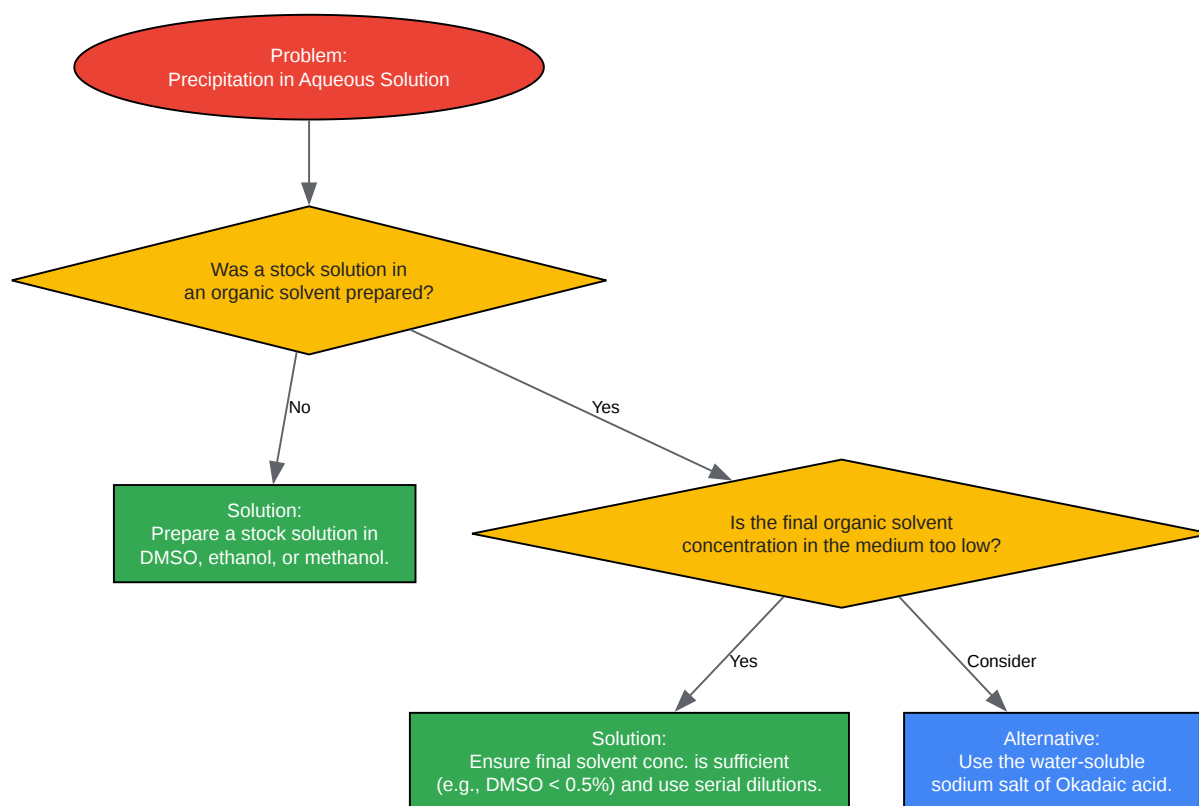 Problem:
Precipitation in Aqueous Solution
Was a stock solution in
an organic solvent prepared?
No
Yes
Solution:
Prepare a stock solution in
DMSO, ethanol, or methanol.
Is the final organic solvent
concentration in the medium too low?
Yes
Consider
Solution:
Ensure final solvent conc. is sufficient
(e.g., DMSO < 0.5%) and use serial dilutions.
Alternative:
Use the water-soluble
sodium salt of Okadaic acid.